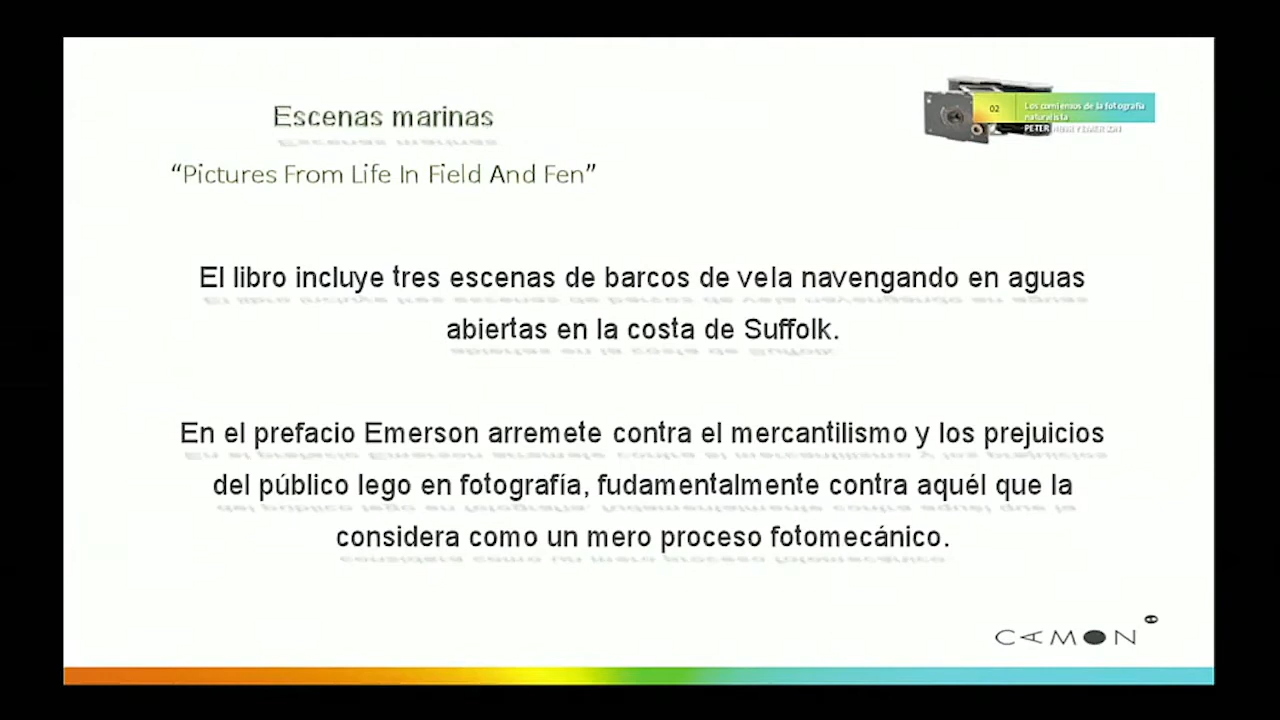 Escenas marinas
“Pictures From Life In Field And Fen”
02
Los comienzos de la fotografía
naturalista
PETER HENRY EMERSON
El libro incluye tres escenas de barcos de vela navengando en aguas
abiertas en la costa de Suffolk.
En el prefacio Emerson arremete contra el mercantilismo y los prejuicios
del público lego en fotografía, fudamentalmente contra aquél que la
considera como un mero proceso fotomecánico.
CAMON